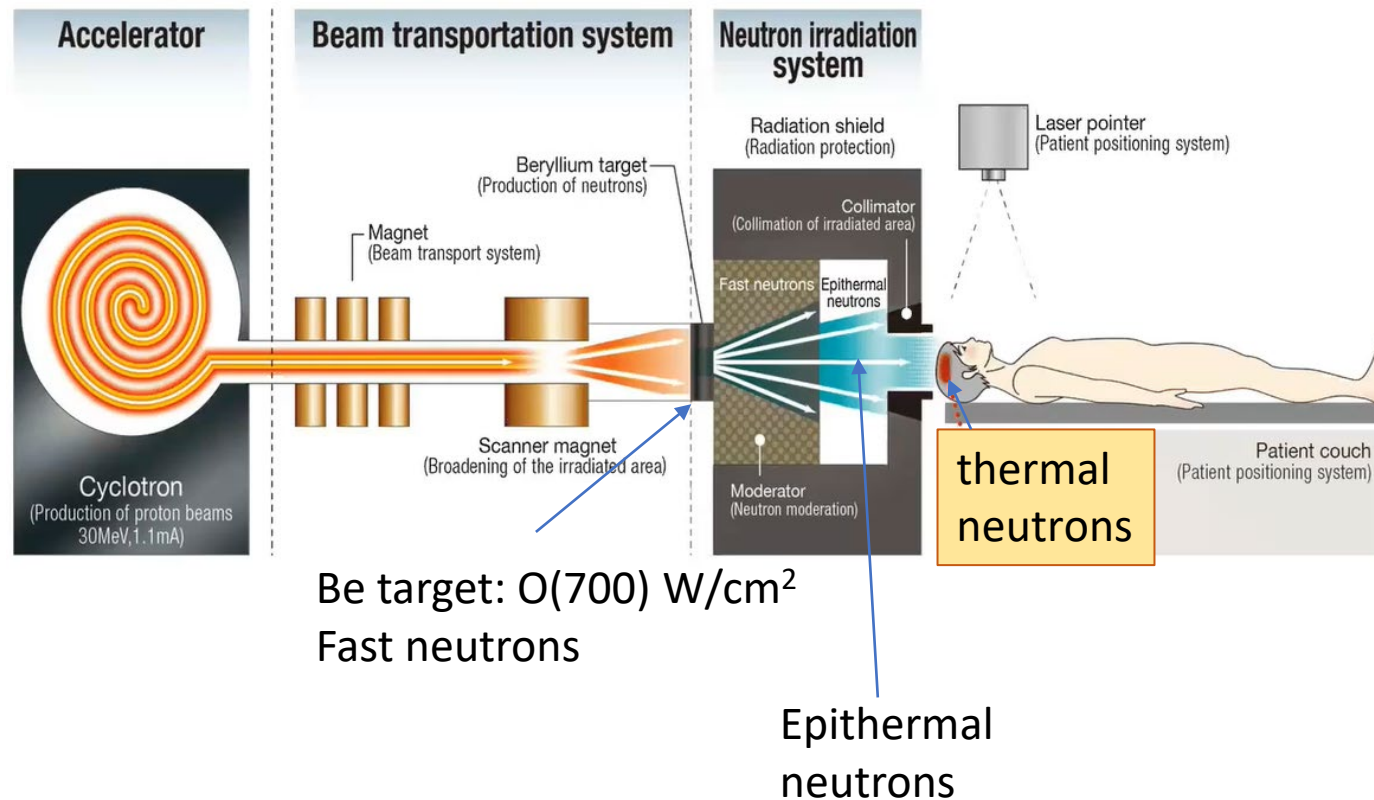 Accelerator
Beam transportation system
Neutron irradiation
system
Radiation shield
(Radiation protection)
Laser pointer
(Patient positioning system)
Beryllium target
(Production of neutrons)
Collimator
(Collimation of irradiated area)
Magnet
(Beam transport system)
Fast neutrons
Epithermal
neutrons
Scanner magnet
(Broadening of the irradiated area)
Cyclotron
(Production of proton beams
30MeV,1.1mA)
Moderator
(Neutron moderation)
thermal
neutrons
Patient couch
(Patient positioning system)
Be target: O(700) W/cm²
Fast neutrons
Epithermal
neutrons